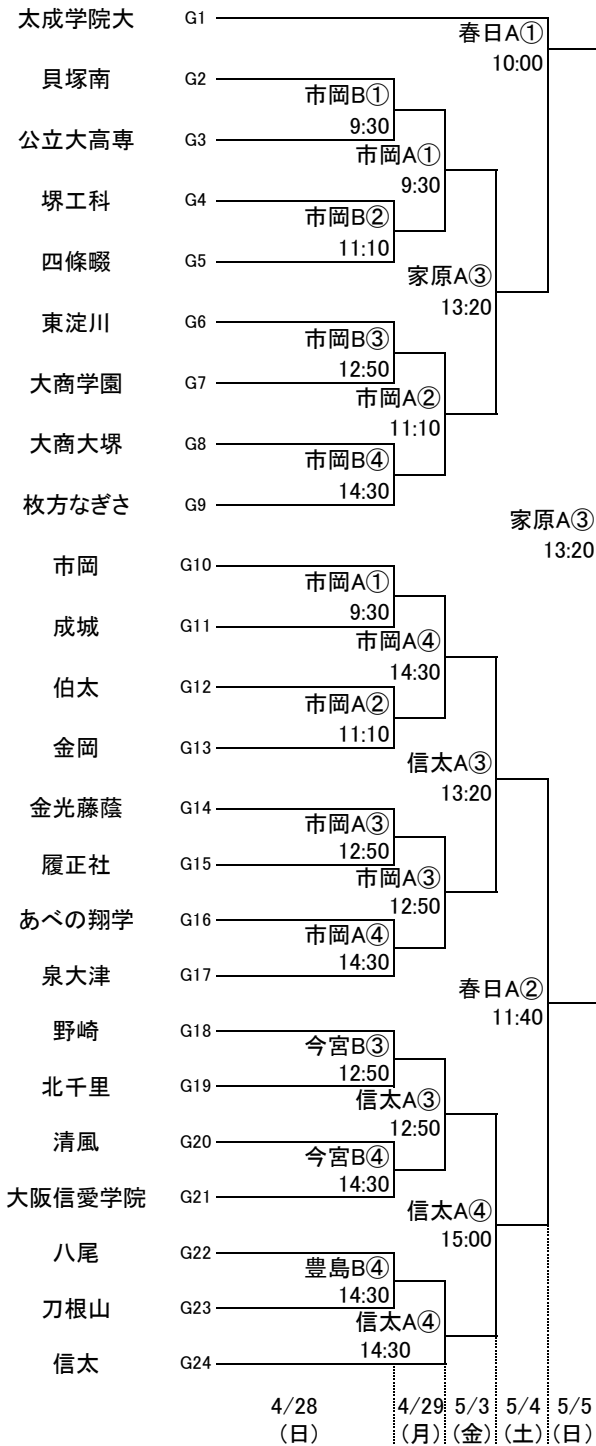 太成学院大 G1
春日A①
10:00
貝塚南 G2
市岡B①
9:30
公立大高専 G3
市岡A①
9:30
堺工科 G4
市岡B②
11:10
四條畷 G5
家原A③
13:20
東淀川 G6
市岡B③
12:50
大商学園 G7
市岡A②
11:10
大商大堺 G8
市岡B④
14:30
枚方なぎさ G9
家原A③
13:20
市岡 G10
市岡A①
9:30
成城 G11
市岡A④
14:30
伯太 G12
市岡A②
11:10
金岡 G13
信太A③
13:20
金光藤蔭 G14
市岡A③
12:50
履正社 G15
市岡A③
12:50
あべの翔学 G16
市岡A④
14:30
泉大津 G17
春日A②
11:40
野崎 G18
今宮B③
12:50
北千里 G19
信太A③
12:50
清風 G20
今宮B④
14:30
大阪信愛学院 G21
信太A④
15:00
八尾 G22
豊島B④
14:30
刀根山 G23
信太A④
14:30
信太 G24
4/28 4/29 5/3 5/4 5/5
(日) (月) (金) (土) (日)